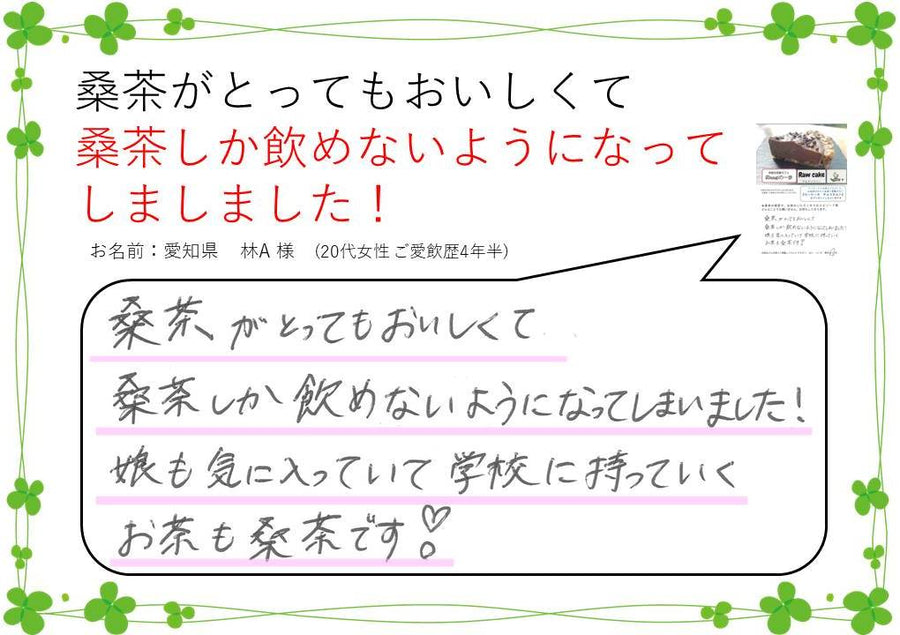 桑茶がとってもおいしくて
桑茶しか飲めないようになって
しましました！
お名前：愛知県　林A 様　(20代女性 ご愛飲歴4年半)
Raw cake
桑茶がとってもおいしくて
桑茶しか飲めないようになってしまいました!
娘も気に入っていて学校に持っていく
お茶も桑茶です♡